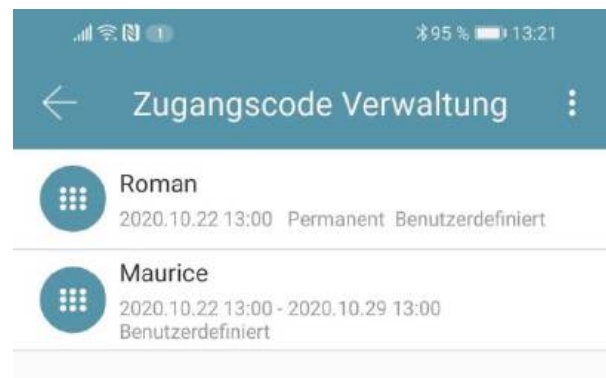 1 95 % 13:21
Zugangscode Verwaltung
Roman
2020.10.22 13:00 Permanent Benutzerdefiniert
Maurice
2020.10.22 13:00 - 2020.10.29 13:00
Benutzerdefiniert